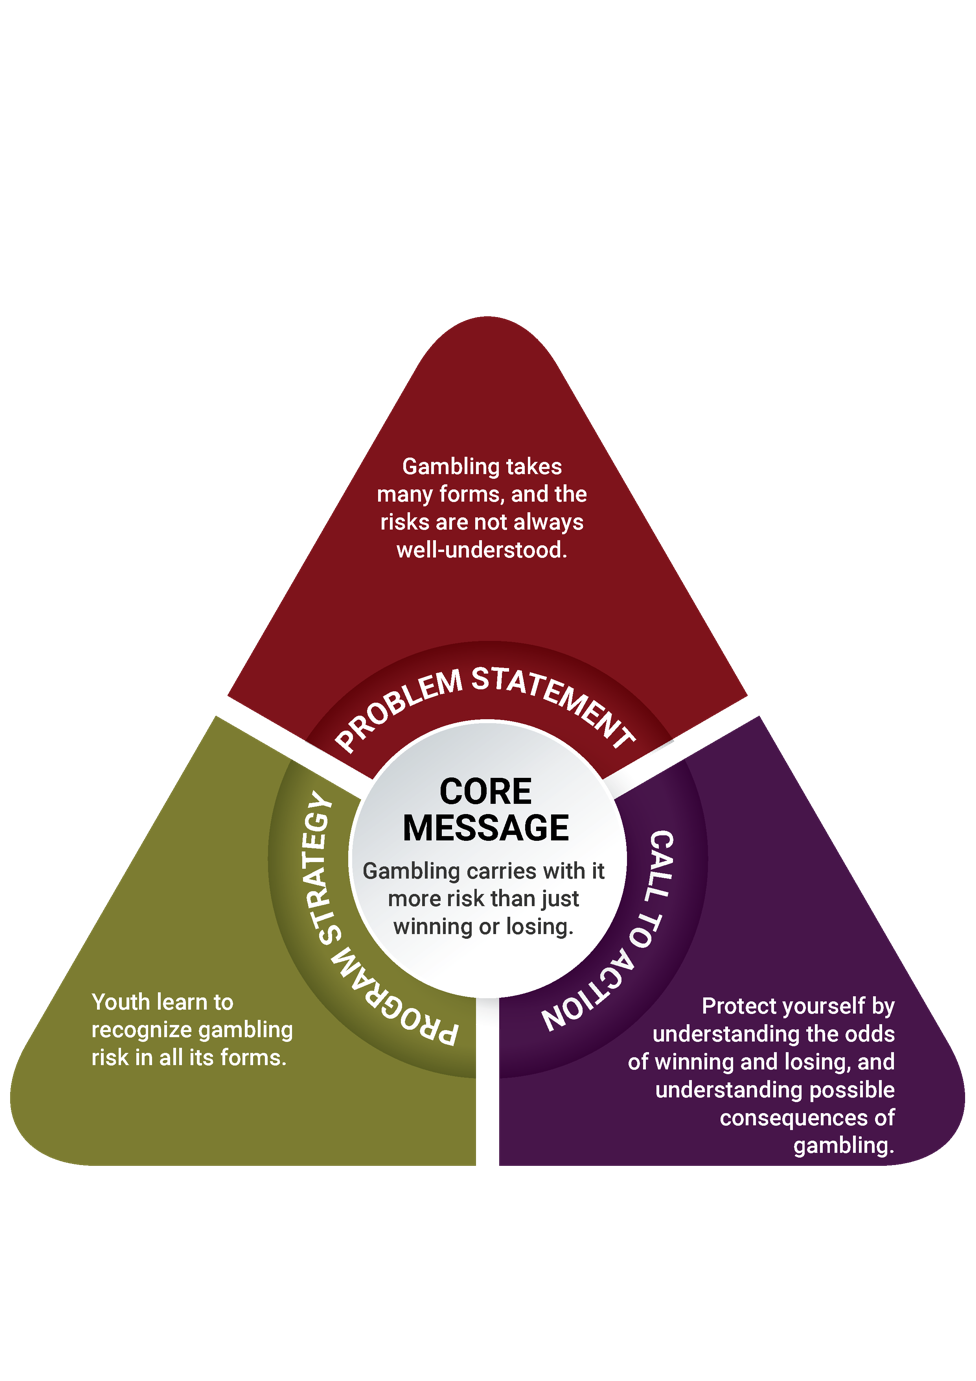 Gambling takes
many forms, and the
risks are not always
well-understood.
PROBLEM STATEMENT
CORE
MESSAGE
Gambling carries with it
more risk than just
winning or losing.
PROGRAM STRATEGY
Youth learn to
recognize gambling
risk in all its forms.
CALL TO ACTION
Protect yourself by
understanding the odds
of winning and losing, and
understanding possible
consequences of
gambling.